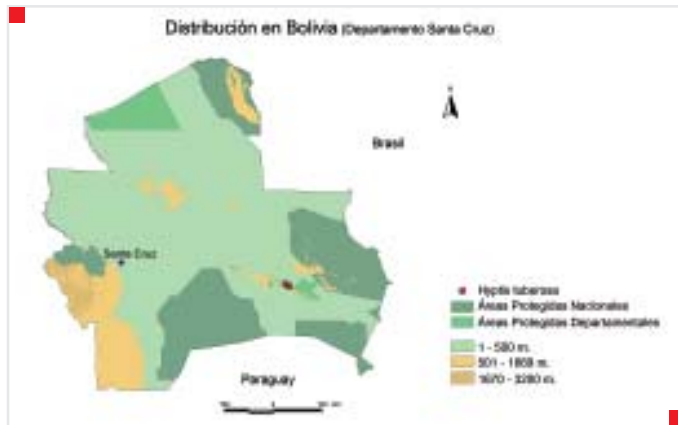 Distribución en Bolivia (Departamento Santa Cruz)
Brasil
Santa Cruz
Hyptis tuberosa
Áreas Protegidas Nacionales
Áreas Protegidas Departamentales
1 - 500 m.
Paraguay